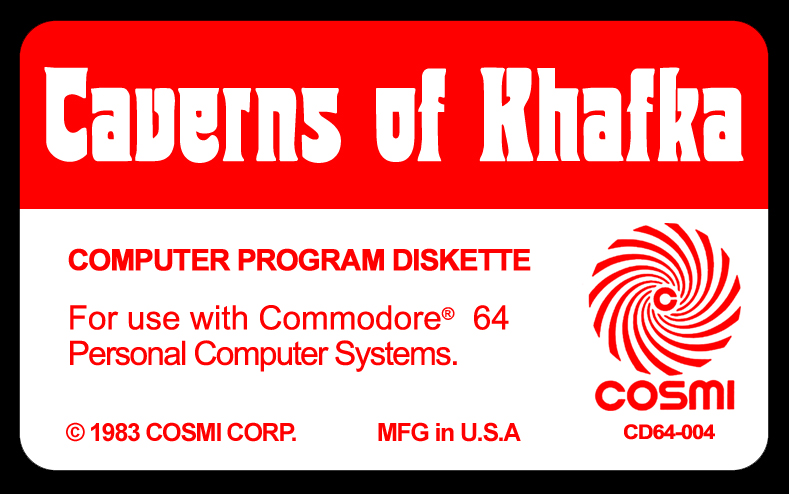 Caverns of Khafka
COMPUTER PROGRAM DISKETTE
For use with Commodore® 64
Personal Computer Systems.
© 1983 COSMI CORP.
MFG in U.S.A
C
COSMI
CD64-004